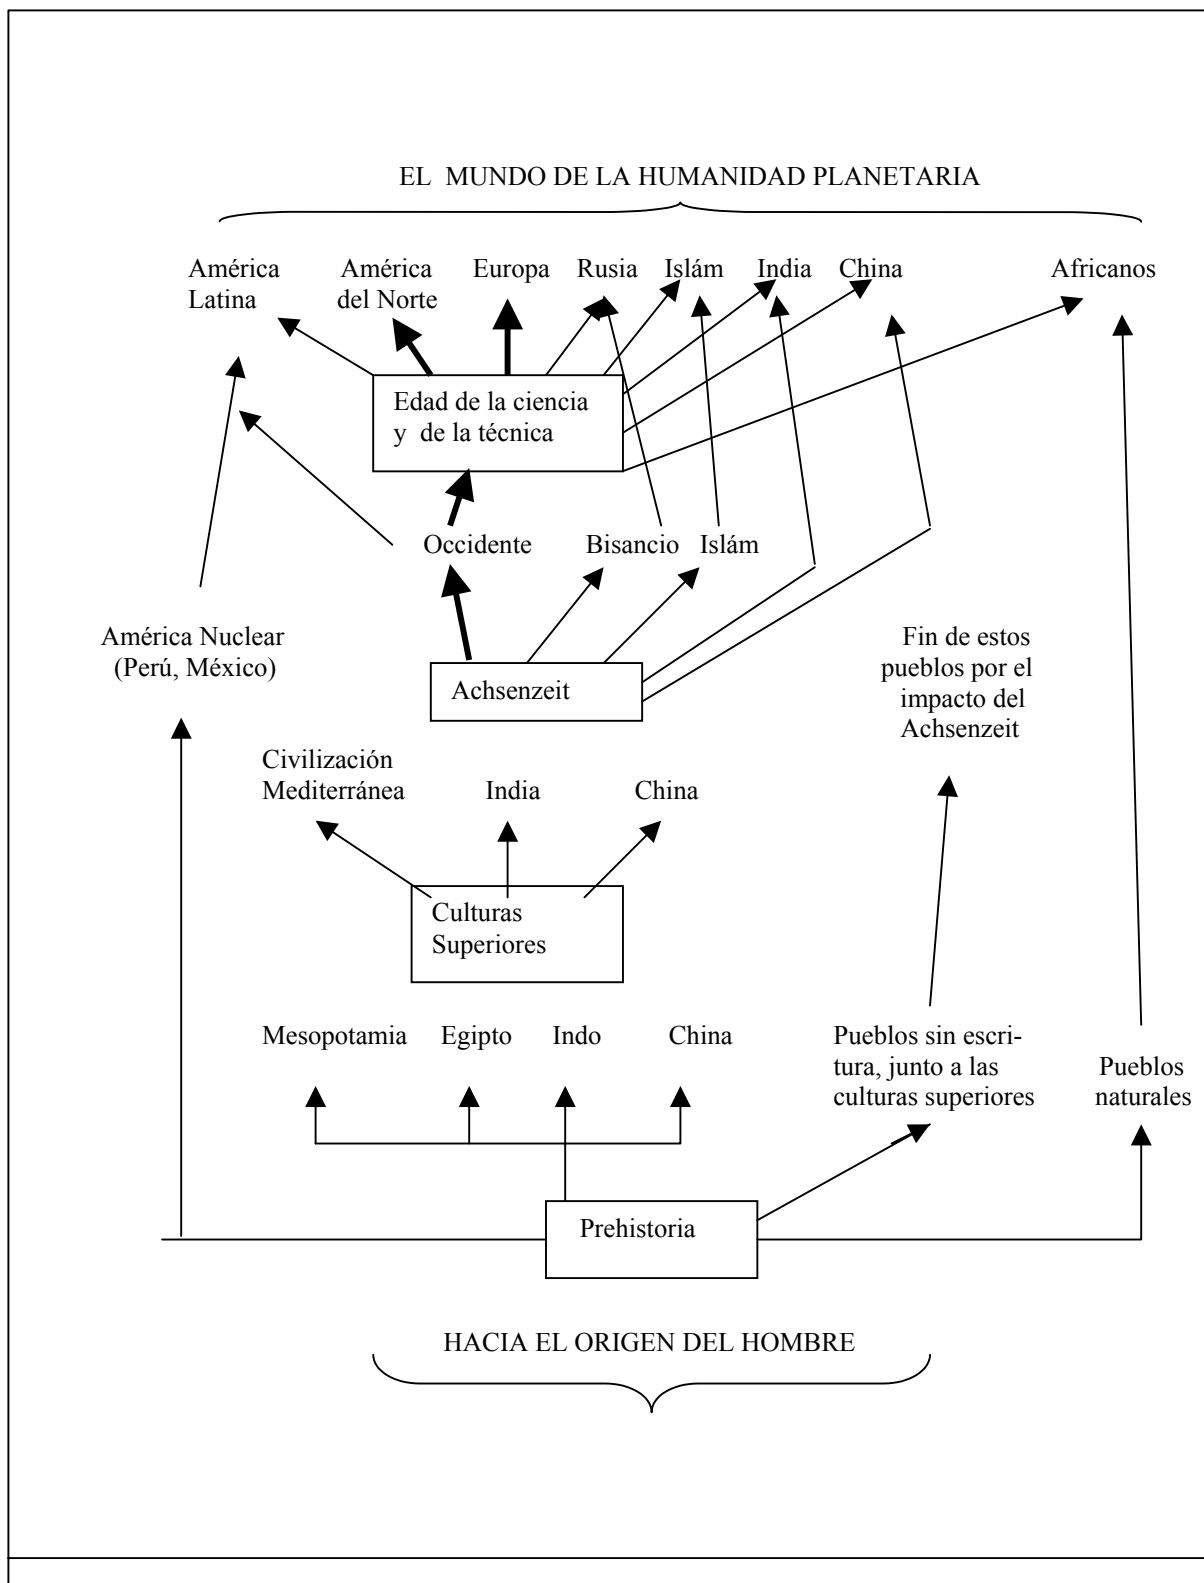 EL MUNDO DE LA HUMANIDAD PLANETARIA
América
Latina
América
del Norte
Europa
Rusia
Islám
India
China
Africanos
Edad de la ciencia
y de la técnica
Occidente
Bisancio
Islám
América Nuclear
(Perú, México)
Fin de estos
pueblos por el
impacto del
Achsenzeit
Achsenzeit
Civilización
Mediterránea
India
China
Culturas
Superiores
Mesopotamia
Egipto
Indo
China
Pueblos sin escri-
tura, junto a las
culturas superiores
Pueblos
naturales
Prehistoria
HACIA EL ORIGEN DEL HOMBRE